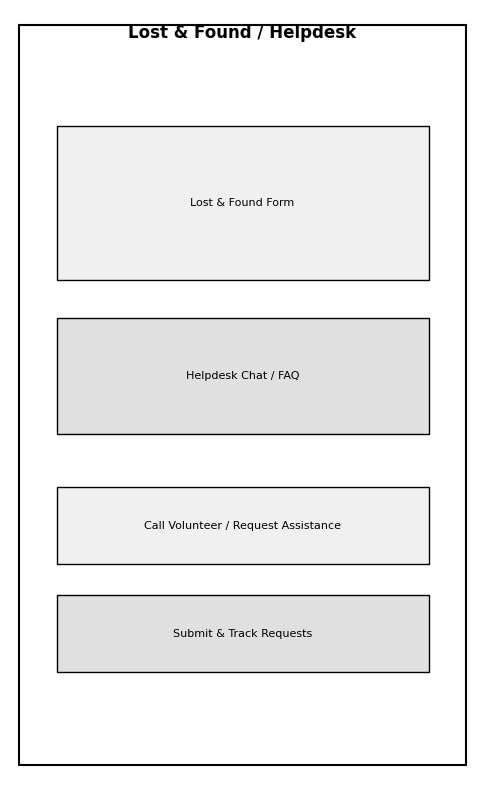 Lost & Found / Helpdesk
Lost & Found Form
Helpdesk Chat / FAQ
Call Volunteer / Request Assistance
Submit & Track Requests